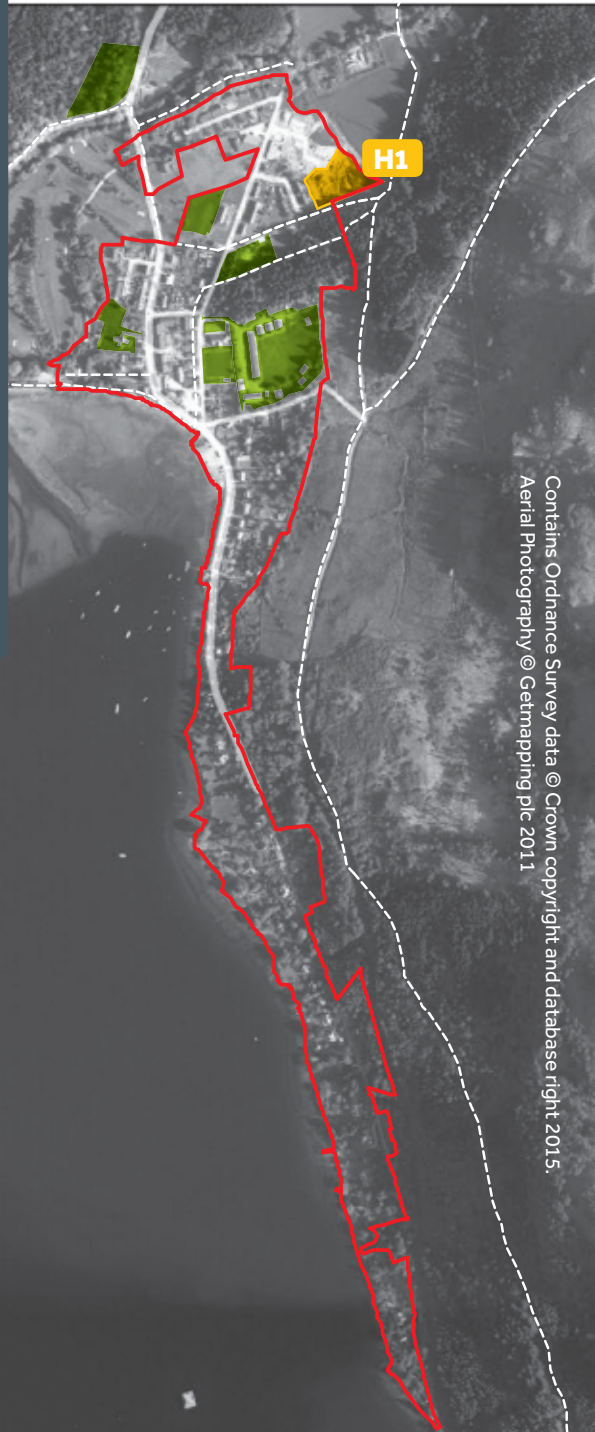 H1
Contains Ordnance Survey data © Crown copyright and database right 2015.
Aerial Photography © Getmapping plc 2011